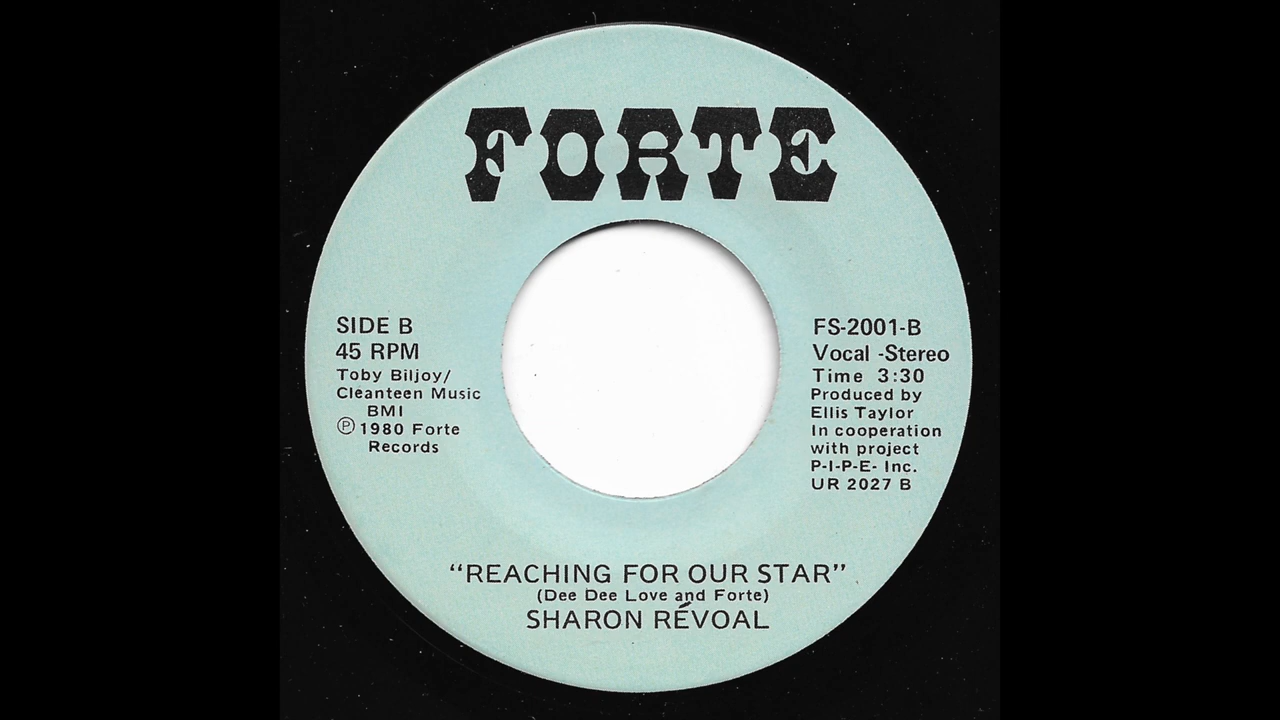 FORTE
SIDE B
45 RPM
Toby Biljoy/
Cleanteen Music
BMI
Ⓟ 1980 Forte
Records
FS-2001-B
Vocal -Stereo
Time 3:30
Produced by
Ellis Taylor
In cooperation
with project
P-I-P-E- Inc.
UR 2027 B
“REACHING FOR OUR STAR”
(Dee Dee Love and Forte)
SHARON RÉVOAL